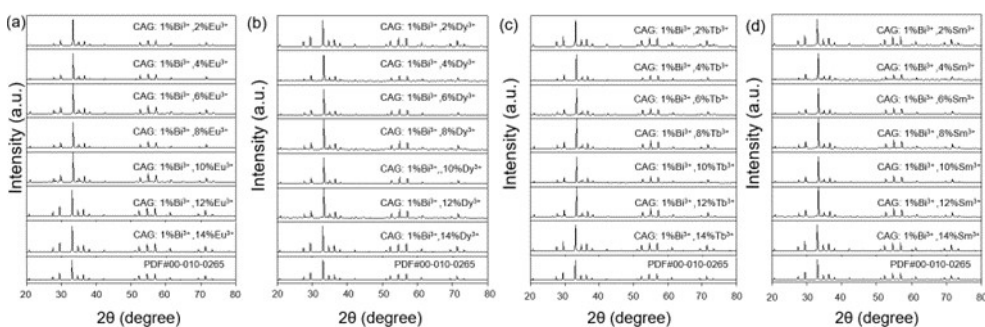 (a)
Intensity (a.u.)
CAG: 1%Bi³⁺ ,2%Eu³⁺
CAG: 1%Bi³⁺ ,4%Eu³⁺
CAG: 1%Bi³⁺ ,6%Eu³⁺
CAG: 1%Bi³⁺ ,8%Eu³⁺
CAG: 1%Bi³⁺ ,10%Eu³⁺
CAG: 1%Bi³⁺ ,12%Eu³⁺
CAG: 1%Bi³⁺ ,14%Eu³⁺
PDF#00-010-0265
20 30 40 50 60 70 80
2θ (degree)
(b)
Intensity (a.u.)
CAG: 1%Bi³⁺ ,2%Dy³⁺
CAG: 1%Bi³⁺ ,4%Dy³⁺
CAG: 1%Bi³⁺ ,6%Dy³⁺
CAG: 1%Bi³⁺ ,8%Dy³⁺
CAG: 1%Bi³⁺,,10%Dy³⁺
CAG: 1%Bi³⁺ ,12%Dy³⁺
CAG: 1%Bi³⁺ ,14%Dy³⁺
PDF#00-010-0265
20 30 40 50 60 70 80
2θ (degree)
(c)
Intensity (a.u.)
CAG: 1%Bi³⁺ ,2%Tb³⁺
CAG: 1%Bi³⁺ ,4%Tb³⁺
CAG: 1%Bi³⁺ ,6%Tb³⁺
CAG: 1%Bi³⁺ ,8%Tb³⁺
CAG: 1%Bi³⁺ ,10%Tb³⁺
CAG: 1%Bi³⁺ ,12%Tb³⁺
CAG: 1%Bi³⁺ ,14%Tb³⁺
PDF#00-010-0265
20 30 40 50 60 70 80
2θ (degree)
(d)
Intensity (a.u.)
CAG: 1%Bi³⁺ ,2%Sm³⁺
CAG: 1%Bi³⁺ ,4%Sm³⁺
CAG: 1%Bi³⁺ ,6%Sm³⁺
CAG: 1%Bi³⁺ ,8%Sm³⁺
CAG: 1%Bi³⁺ ,10%Sm³⁺
CAG: 1%Bi³⁺ ,12%Sm³⁺
CAG: 1%Bi³⁺ ,14%Sm³⁺
PDF#00-010-0265
20 30 40 50 60 70 80
2θ (degree)